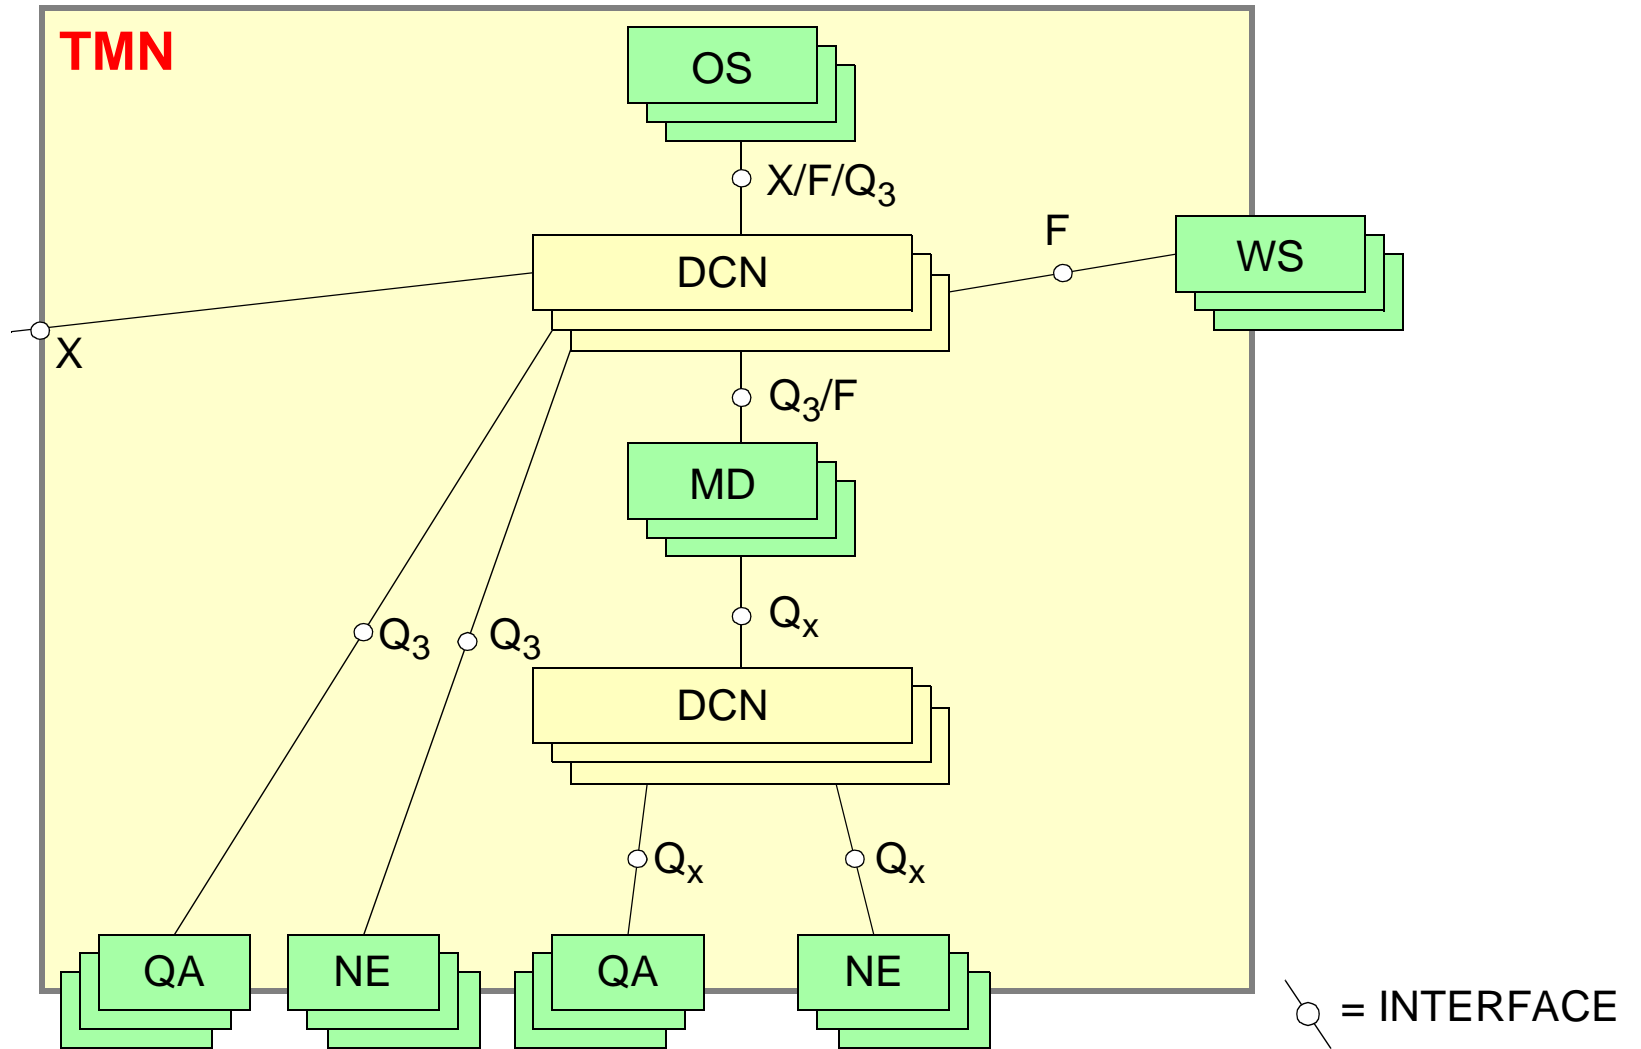 TMN
OS
X/F/Q3
F
WS
DCN
X
Q3/F
MD
Qx
Q3
Q3
DCN
Qx
Qx
QA
NE
QA
NE
= INTERFACE